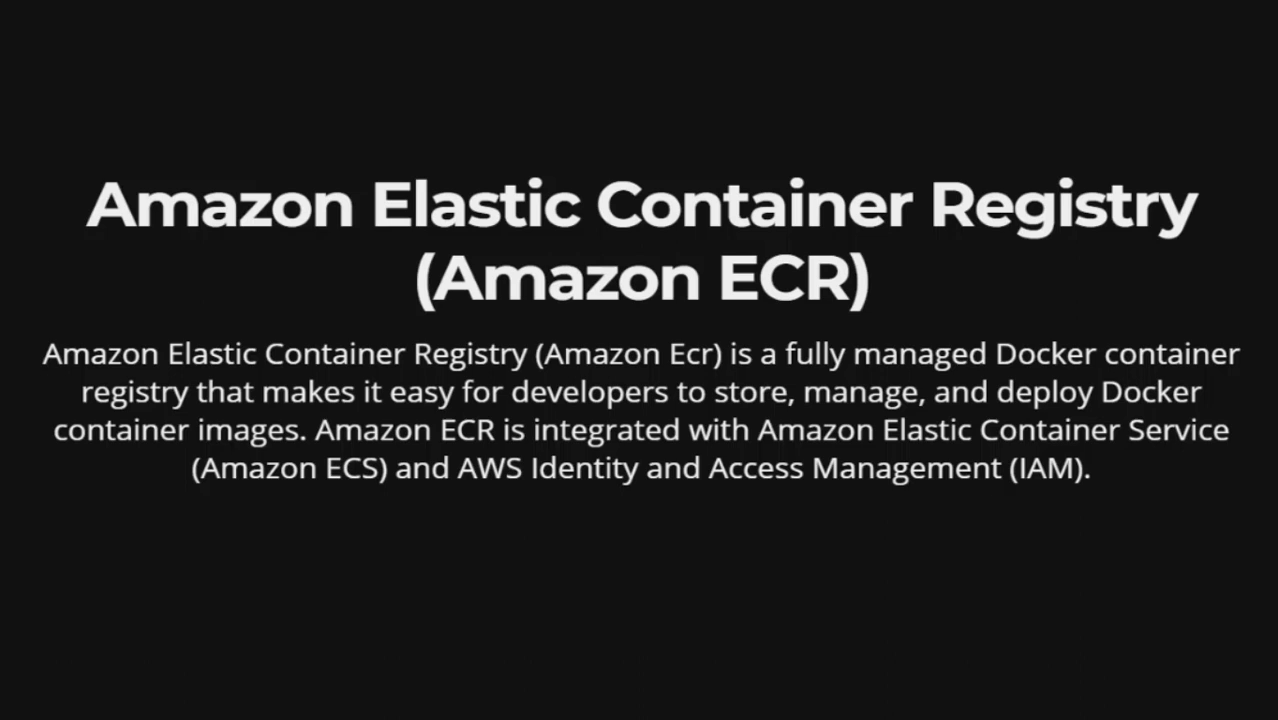 Amazon Elastic Container Registry
(Amazon ECR)
Amazon Elastic Container Registry (Amazon Ecr) is a fully managed Docker container
registry that makes it easy for developers to store, manage, and deploy Docker
container images. Amazon ECR is integrated with Amazon Elastic Container Service
(Amazon ECS) and AWS Identity and Access Management (IAM).